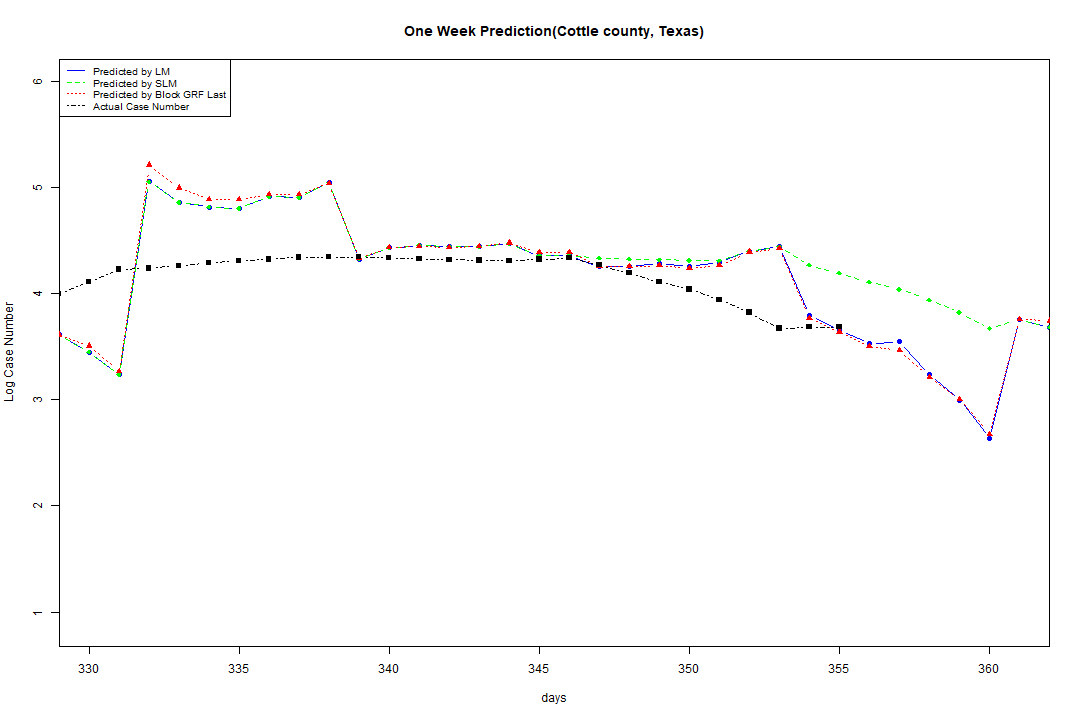 One Week Prediction(Cottle county, Texas)
Predicted by LM
Predicted by SLM
Predicted by Block GRF Last
Actual Case Number
6
5
4
3
2
1
Log Case Number
330 335 340 345 350 355 360
days